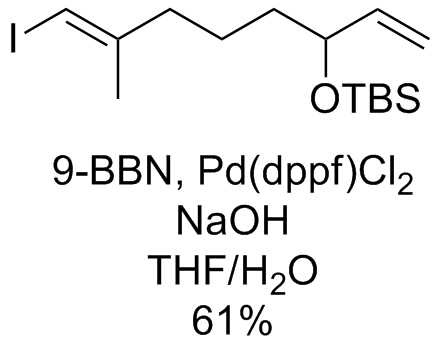 I
OTBS
9-BBN, Pd(dppf)Cl₂
NaOH
THF/H₂O
61%